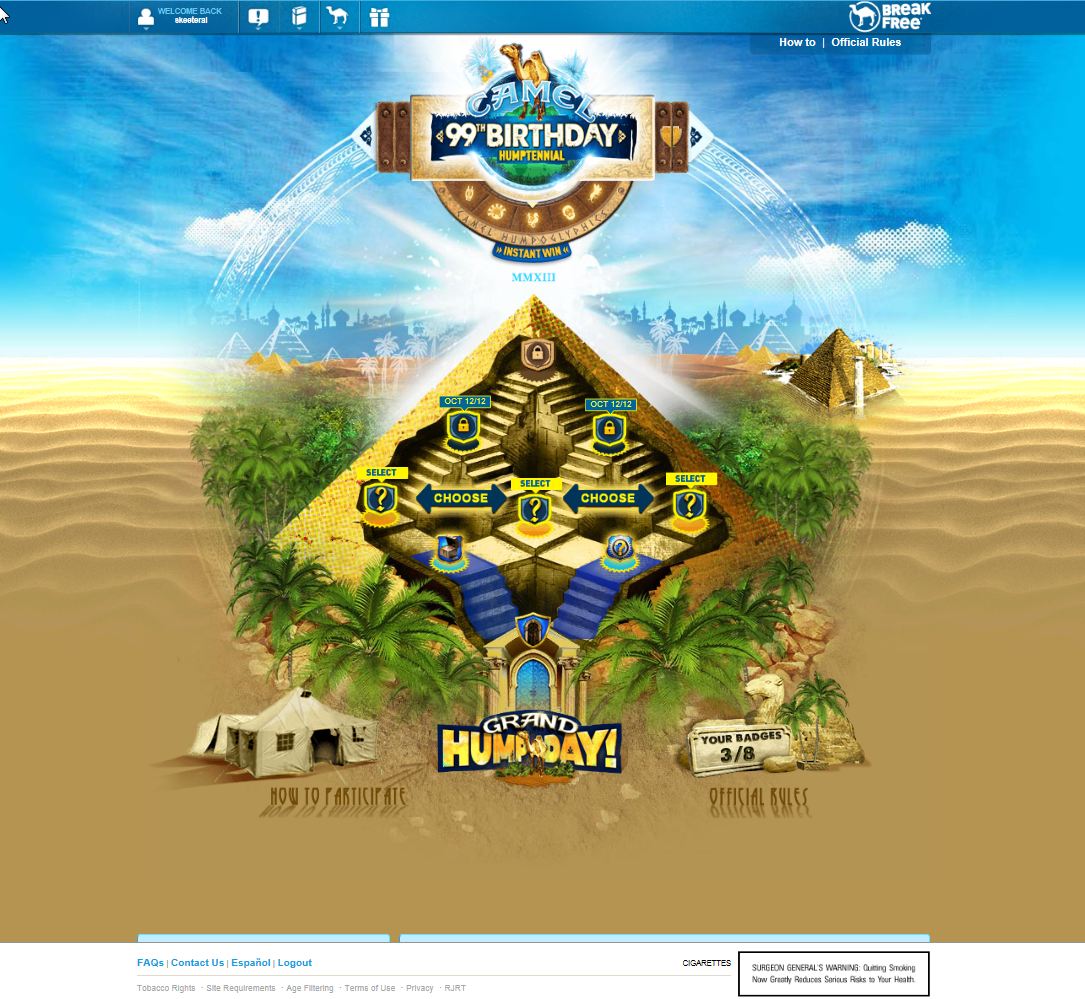 WELCOME BACK
skeeteral
BREAK
FREE
How to | Official Rules
CAMEL
99TH BIRTHDAY
HUMPTENNIAL
CAMEL HUMPOGLYPHICS
» INSTANT WIN «
MMXIII
OCT 12/12 OCT 12/12
SELECT SELECT SELECT
? CHOOSE ? CHOOSE ?
?
GRAND
HUMP DAY!
YOUR BADGES
3/8
HOW TO PARTICIPATE
OFFICIAL RULES
FAQs | Contact Us | Español | Logout
CIGARETTES
SURGEON GENERAL'S WARNING: Quitting Smoking
Now Greatly Reduces Serious Risks to Your Health.
Tobacco Rights · Site Requirements · Age Filtering · Terms of Use · Privacy · RJRT